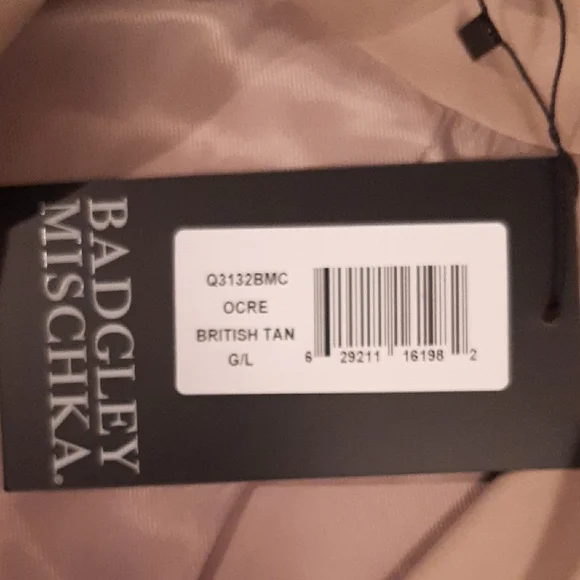 BADGLEY
MISCHKA
Q3132BMC
OCRE
BRITISH TAN
G/L
6 29211 16198 2